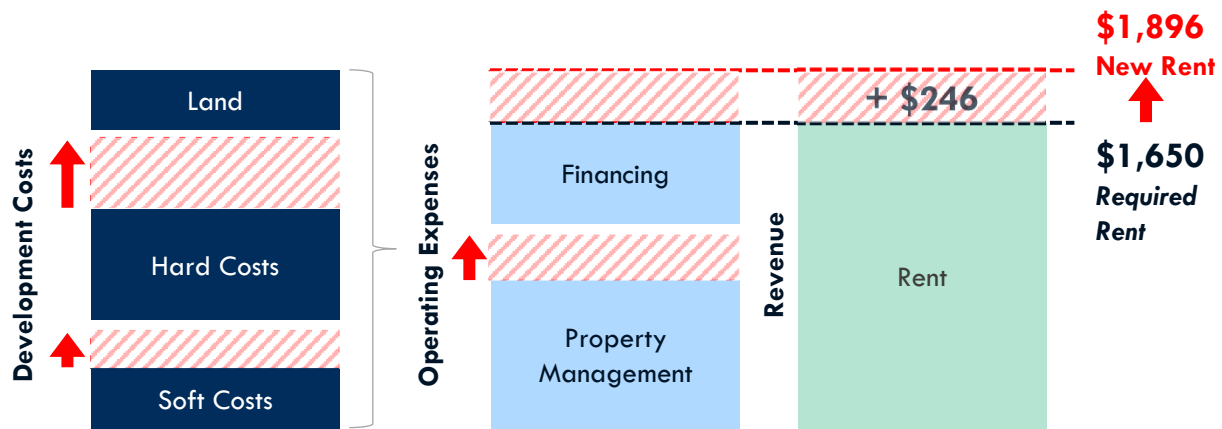 Development Costs
Land
Hard Costs
Soft Costs
Operating Expenses
Financing
Property
Management
Revenue
+ $246
Rent
$1,896
New Rent
$1,650
Required
Rent